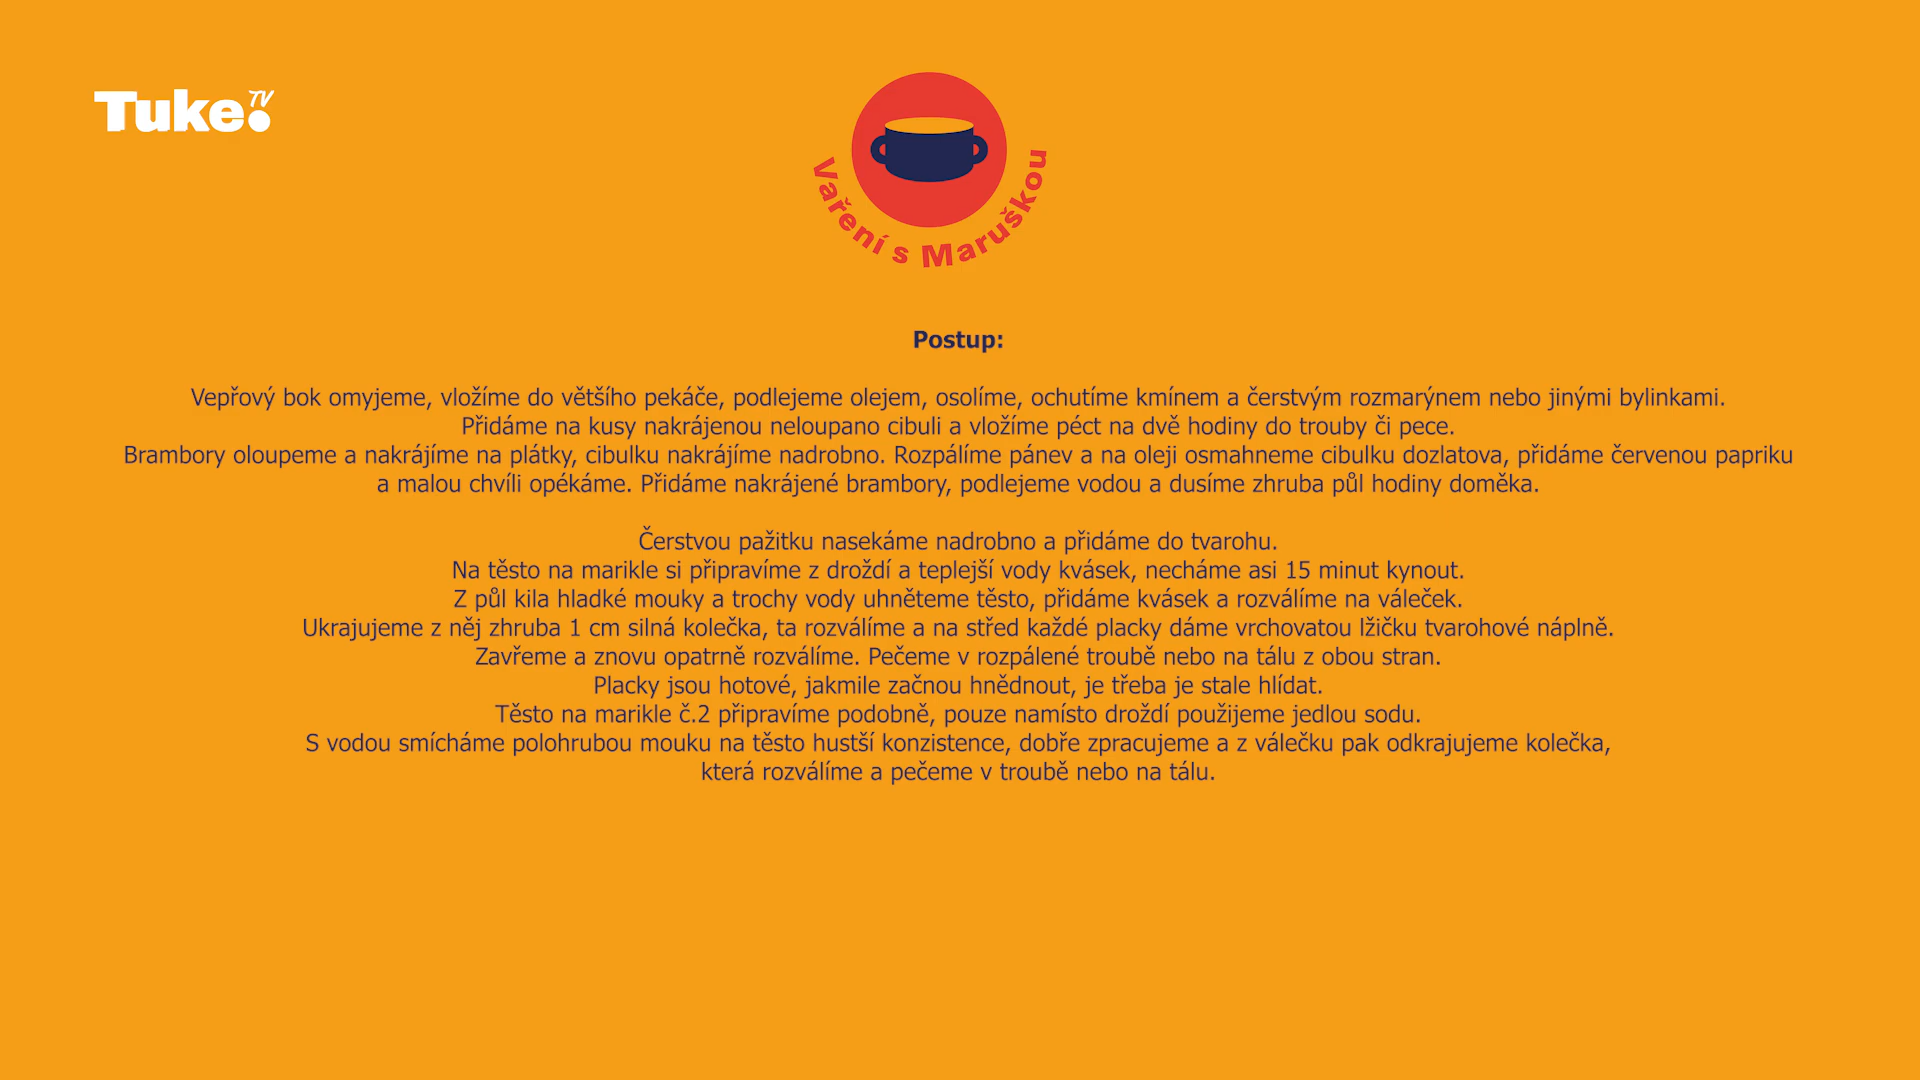 Tuke TV
Vaření s Maruškou
Postup:
Vepřový bok omyjeme, vložíme do většího pekáče, podlejeme olejem, osolíme, ochutíme kmínem a čerstvým rozmarýnem nebo jinými bylinkami.
Přidáme na kusy nakrájenou neloupano cibuli a vložíme péct na dvě hodiny do trouby či pece.
Brambory oloupeme a nakrájíme na plátky, cibulku nakrájíme nadrobno. Rozpálíme pánev a na oleji osmahneme cibulku dozlatova, přidáme červenou papriku
a malou chvíli opékáme. Přidáme nakrájené brambory, podlejeme vodou a dusíme zhruba půl hodiny doměka.
Čerstvou pažitku nasekáme nadrobno a přidáme do tvarohu.
Na těsto na marikle si připravíme z droždí a teplejší vody kvásek, necháme asi 15 minut kynout.
Z půl kila hladké mouky a trochy vody uhněteme těsto, přidáme kvásek a rozválíme na váleček.
Ukrajujeme z něj zhruba 1 cm silná kolečka, ta rozválíme a na střed každé placky dáme vrchovatou lžičku tvarohové náplně.
Zavřeme a znovu opatrně rozválíme. Pečeme v rozpálené troubě nebo na tálu z obou stran.
Placky jsou hotové, jakmile začnou hnědnout, je třeba je stale hlídat.
Těsto na marikle č.2 připravíme podobně, pouze namísto droždí použijeme jedlou sodu.
S vodou smícháme polohrubou mouku na těsto hustší konzistence, dobře zpracujeme a z válečku pak odkrajujeme kolečka,
která rozválíme a pečeme v troubě nebo na tálu.